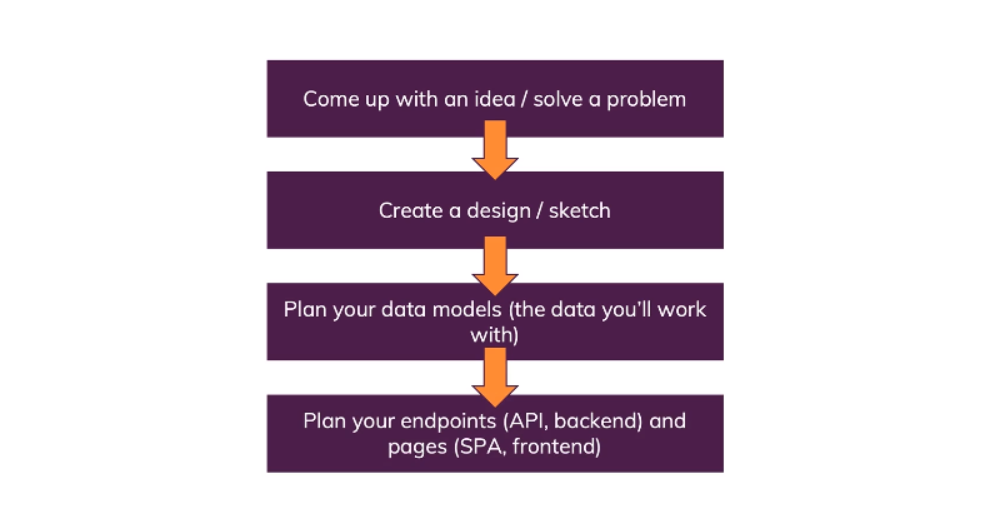 Come up with an idea / solve a problem
Create a design / sketch
Plan your data models (the data you’ll work
with)
Plan your endpoints (API, backend) and
pages (SPA, frontend)